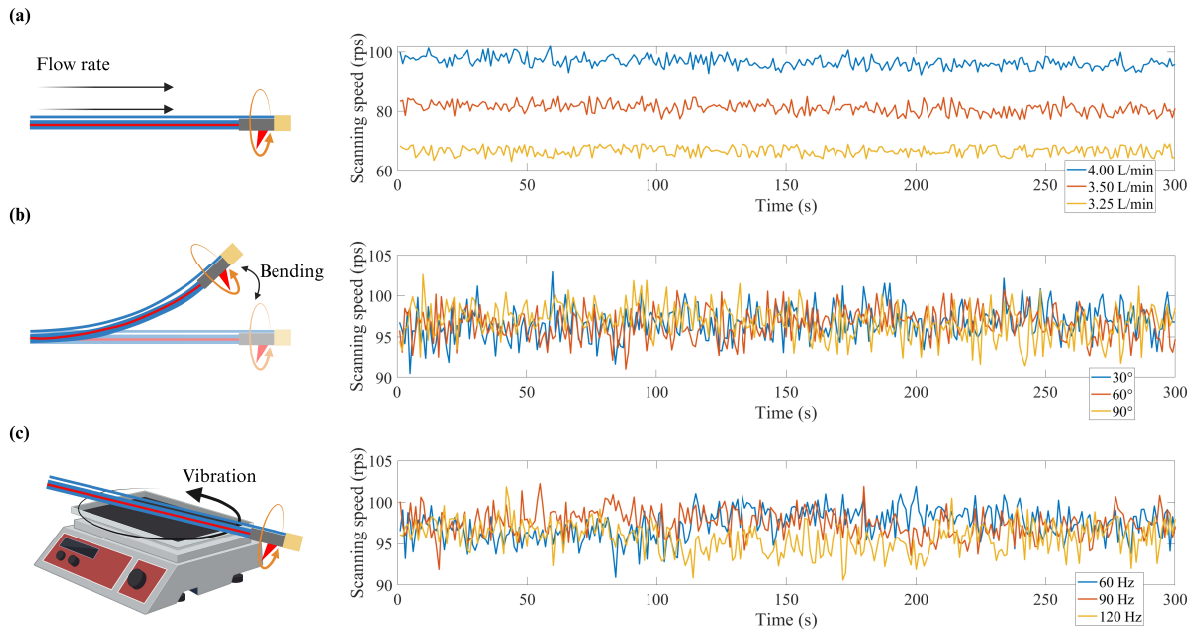 (a)
Flow rate
Scanning speed (rps)
100
80
60
0 50 100 150 200 250 300
Time (s)
4.00 L/min
3.50 L/min
3.25 L/min
(b)
Bending
Scanning speed (rps)
105
100
95
90
0 50 100 150 200 250 300
Time (s)
30°
60°
90°
(c)
Vibration
Scanning speed (rps)
105
100
95
90
0 50 100 150 200 250 300
Time (s)
60 Hz
90 Hz
120 Hz